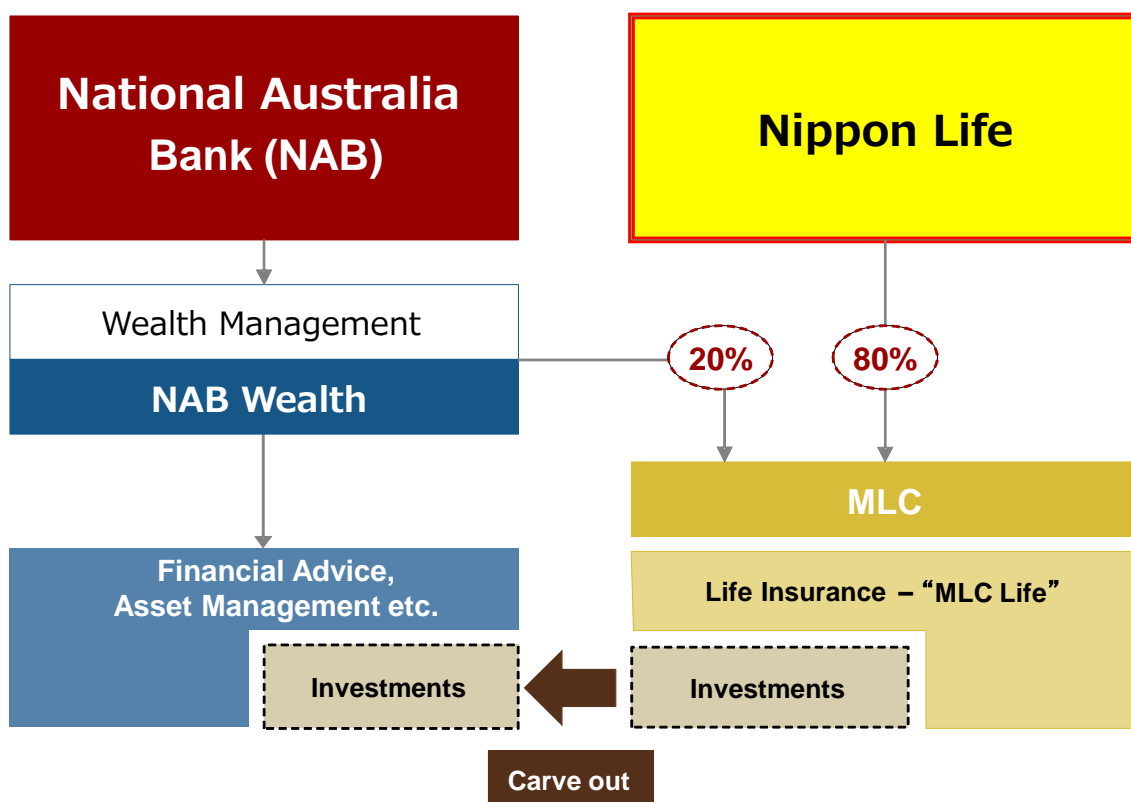 National Australia
Bank (NAB)
Nippon Life
Wealth Management
20%
80%
NAB Wealth
MLC
Financial Advice,
Asset Management etc.
Life Insurance – “MLC Life”
Investments
Investments
Carve out